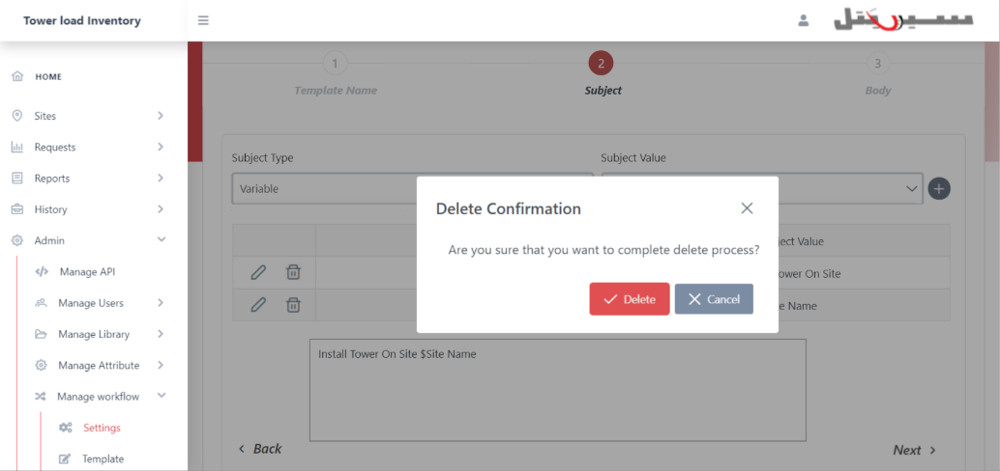 Tower load Inventory
سيريتل
HOME
Sites
Requests
Reports
History
Admin
Manage API
Manage Users
Manage Library
Manage Attribute
Manage workflow
Settings
Template
1
2
3
Template Name
Subject
Body
Subject Type
Subject Value
Variable
Delete Confirmation
Are you sure that you want to complete delete process?
Delete
Cancel
ject Value
ower On Site
e Name
Install Tower On Site $Site Name
Back
Next